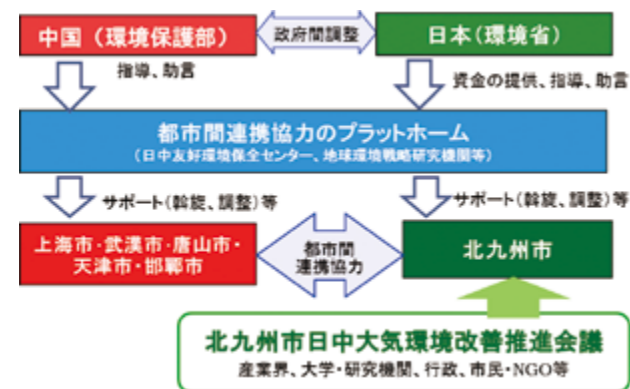 中国（環境保護部）
政府間調整
日本（環境省）
指導、助言
資金の提供、指導、助言
都市間連携協力のプラットホーム
（日中友好環境保全センター、地球環境戦略研究機関等）
サポート（斡旋、調整）等
サポート（斡旋、調整）等
上海市・武漢市・唐山市・
天津市・邯鄲市
都市間
連携協力
北九州市
北九州市日中大気環境改善推進会議
産業界、大学・研究機関、行政、市民・NGO等